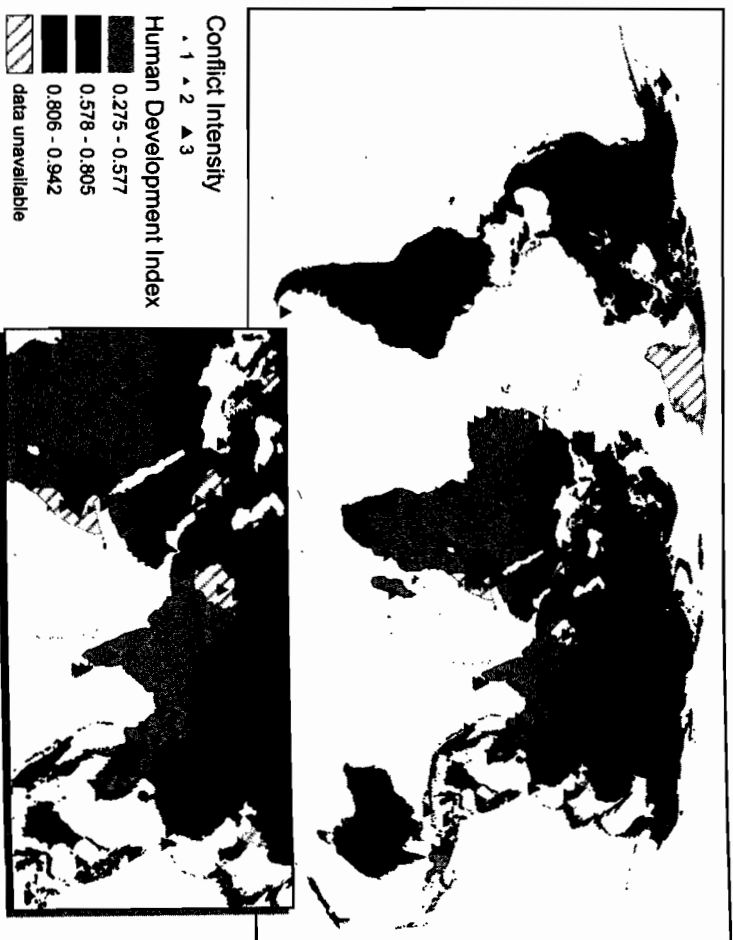 Conflict Intensity
▲ 1 ▲ 2 ▲ 3
Human Development Index
0.275 - 0.577
0.578 - 0.805
0.806 - 0.942
data unavailable